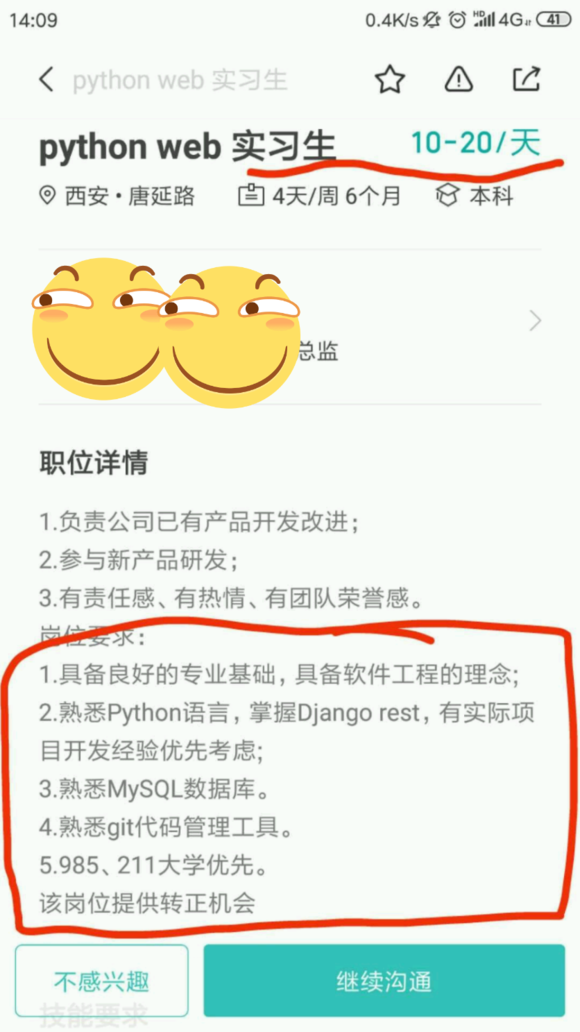 14:09
0.4K/s HD 4G 41
python web 实习生
python web 实习生 10-20/天
西安·唐延路 4天/周 6个月 本科
总监
职位详情
1.负责公司已有产品开发改进；
2.参与新产品研发；
3.有责任感、有热情、有团队荣誉感。
岗位要求：
1.具备良好的专业基础，具备软件工程的理念;
2.熟悉Python语言，掌握Django rest，有实际项
目开发经验优先考虑;
3.熟悉MySQL数据库。
4.熟悉git代码管理工具。
5.985、211大学优先。
该岗位提供转正机会
不感兴趣 继续沟通
技能要求